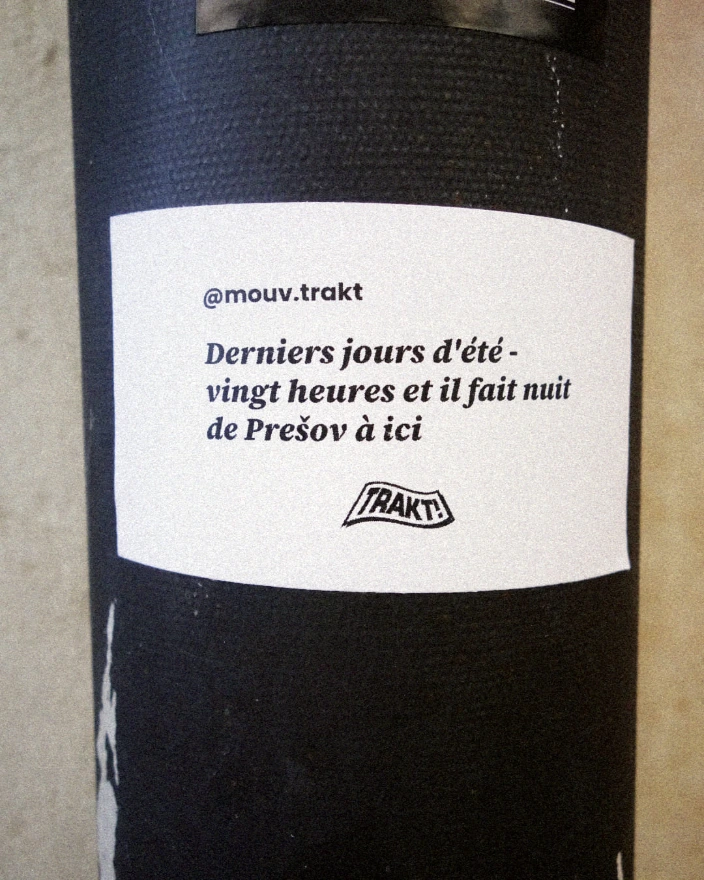 @mouv.trakt
Derniers jours d'été -
vingt heures et il fait nuit
de Prešov à ici
TRAKT!